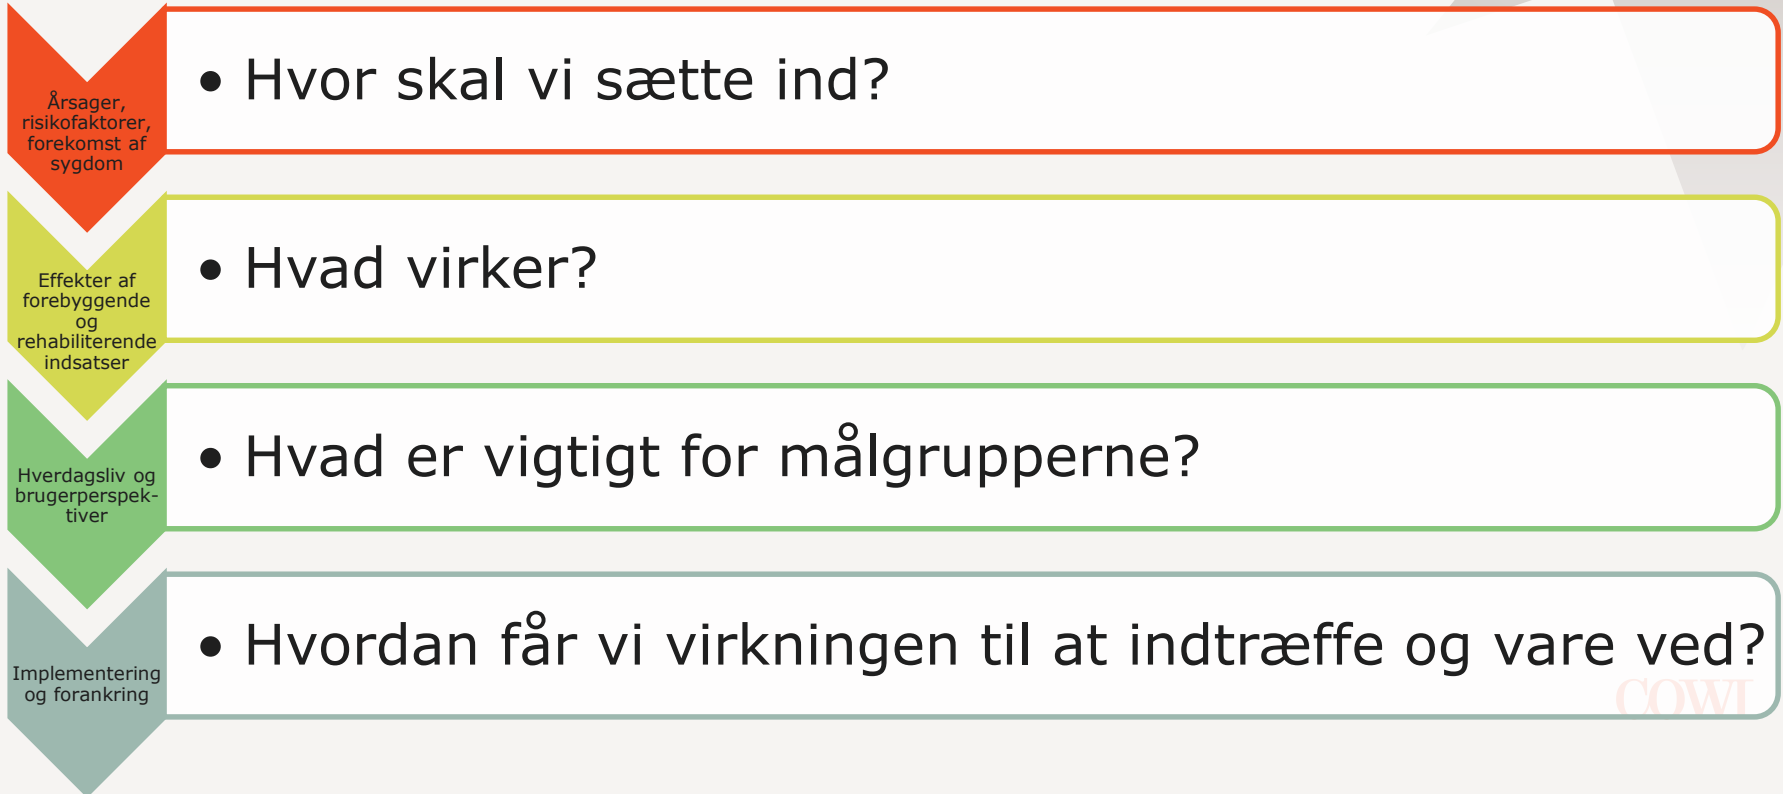 Årsager,
risikofaktorer,
forekomst af
sygdom
• Hvor skal vi sætte ind?
Effekter af
forebyggende
og
rehabiliterende
indsatser
• Hvad virker?
Hverdagsliv og
brugerperspek-
tiver
• Hvad er vigtigt for målgrupperne?
Implementering
og forankring
• Hvordan får vi virkningen til at indtræffe og vare ved?
COWI